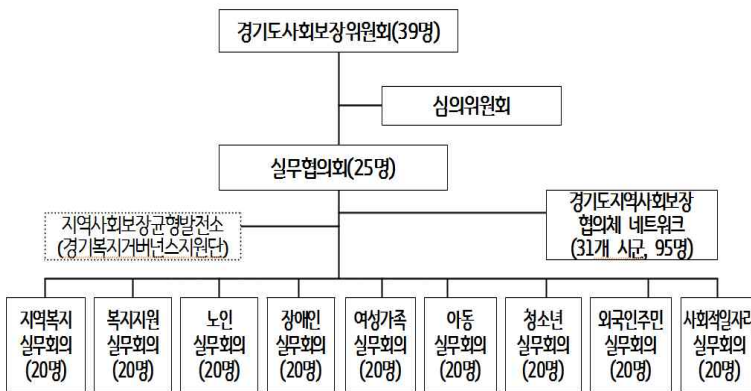 경기도사회보장위원회(39명)
심의위원회
실무협의회(25명)
지역사회보장균형발전소
(경기복지거버넌스지원단)
경기도지역사회보장
협의체 네트워크
(31개 시군, 95명)
지역복지
실무회의
(20명)
복지지원
실무회의
(20명)
노인
실무회의
(20명)
장애인
실무회의
(20명)
여성가족
실무회의
(20명)
아동
실무회의
(20명)
청소년
실무회의
(20명)
외국인주민
실무회의
(20명)
사회적일자리
실무회의
(20명)